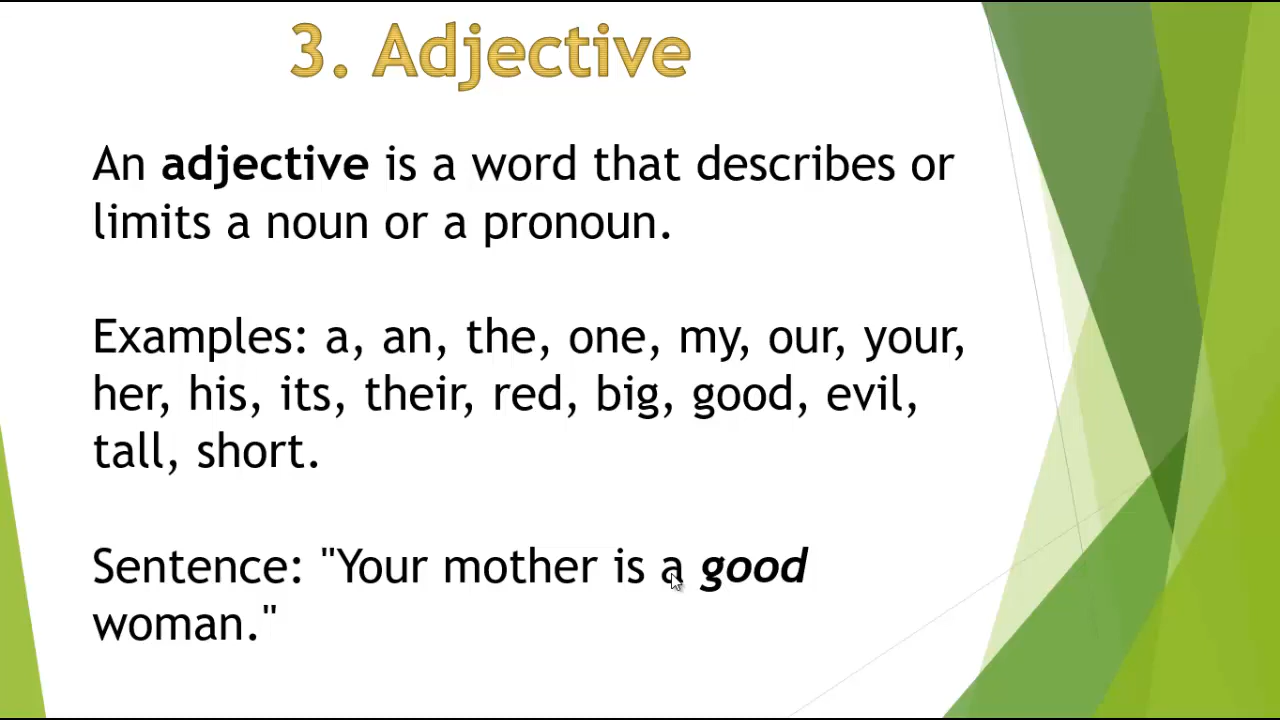 3. Adjective
An adjective is a word that describes or
limits a noun or a pronoun.
Examples: a, an, the, one, my, our, your,
her, his, its, their, red, big, good, evil,
tall, short.
Sentence: "Your mother is a good
woman."